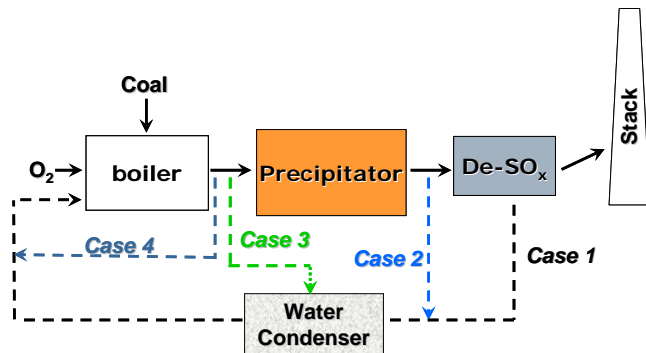 Coal
Stack
O₂
boiler
Precipitator
De-SOₓ
Case 4
Case 3
Case 2
Case 1
Water
Condenser